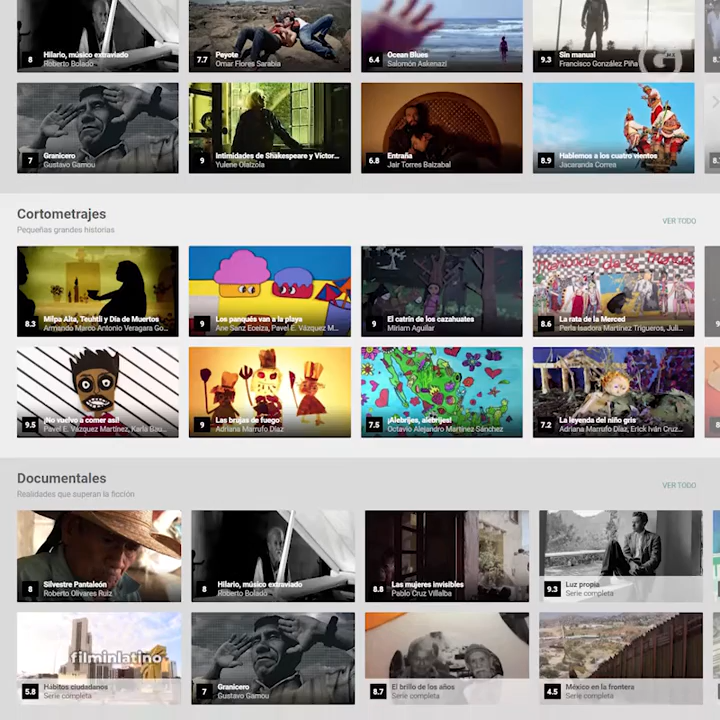 8 Hilario, músico extraviado
Roberto Bolado
7.7 Peyote
Omar Flores Sarabia
6.4 Ocean Blues
Salomón Askenazi
9.3 Sin manual
Francisco González Piña
7 Granicero
Gustavo Gamou
9 Intimidades de Shakespeare y Víctor...
Yulene Olaizola
6.8 Entraña
Jair Torres Baizabal
8.9 Hablemos a los cuatro vientos
Jacaranda Correa
Cortometrajes
VER TODO
Pequeñas grandes historias
8.3 Milpa Alta, Teuhtli y Día de Muertos
Armando Marco Antonio Veragara Go...
9 Los panqués van a la playa
Ane Sanz Eceiza, Pavel E. Vázquez M...
9 El catrín de los cazahuates
Miriam Aguilar
8.6 La rata de la Merced
Perla Isadora Martínez Trigueros, Juli...
9.5 ¡No vuelvo a comer así!
Pavel E. Vázquez Martínez, Karla Bau...
9 Las brujas de fuego
Adriana Marrufo Díaz
7.5 ¡Alebrijes, alebrijes!
Octavio Alejandro Martínez Sánchez
7.2 La leyenda del niño gris
Adriana Marrufo Díaz, Erick Iván Cruz...
Documentales
VER TODO
Realidades que superan la ficción
8 Silvestre Pantaleón
Roberto Olivares Ruiz
8 Hilario, músico extraviado
Roberto Bolado
8.8 Las mujeres invisibles
Pablo Cruz Villalba
9.3 Luz propia
Serie completa
filminlatino
5.8 Hábitos ciudadanos
Serie completa
7 Granicero
Gustavo Gamou
8.7 El brillo de los años
Serie completa
4.5 México en la frontera
Serie completa